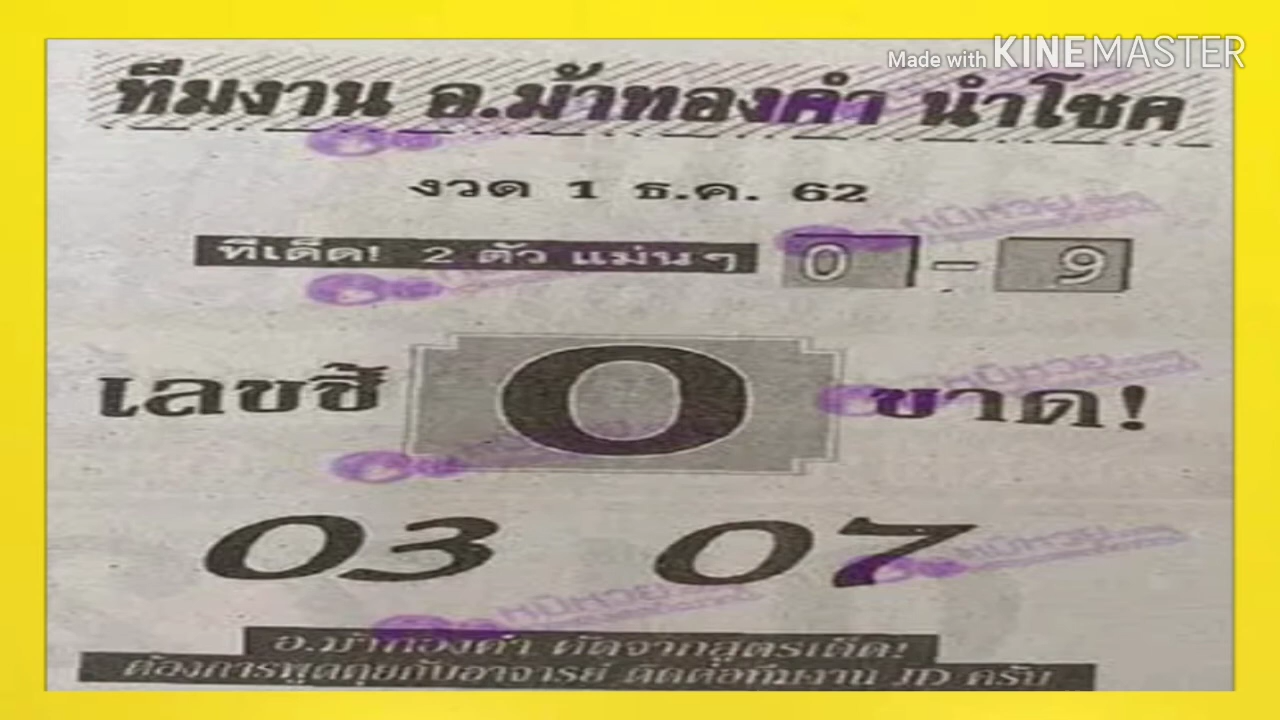 Made with KINEMASTER
ทีมงาน อ.ม้าทองคำ นำโชค
งวด 1 ธ.ค. 62
ทีเด็ด! 2 ตัว แม่นๆ 0 - 9
เลขชี้ 0 ขาด!
03 07
อ.ม้าทองคำ คัดจากสูตรเด็ด!
ต้องการพูดคุยกับอาจารย์ ติดต่อทีมงาน JD ครับ